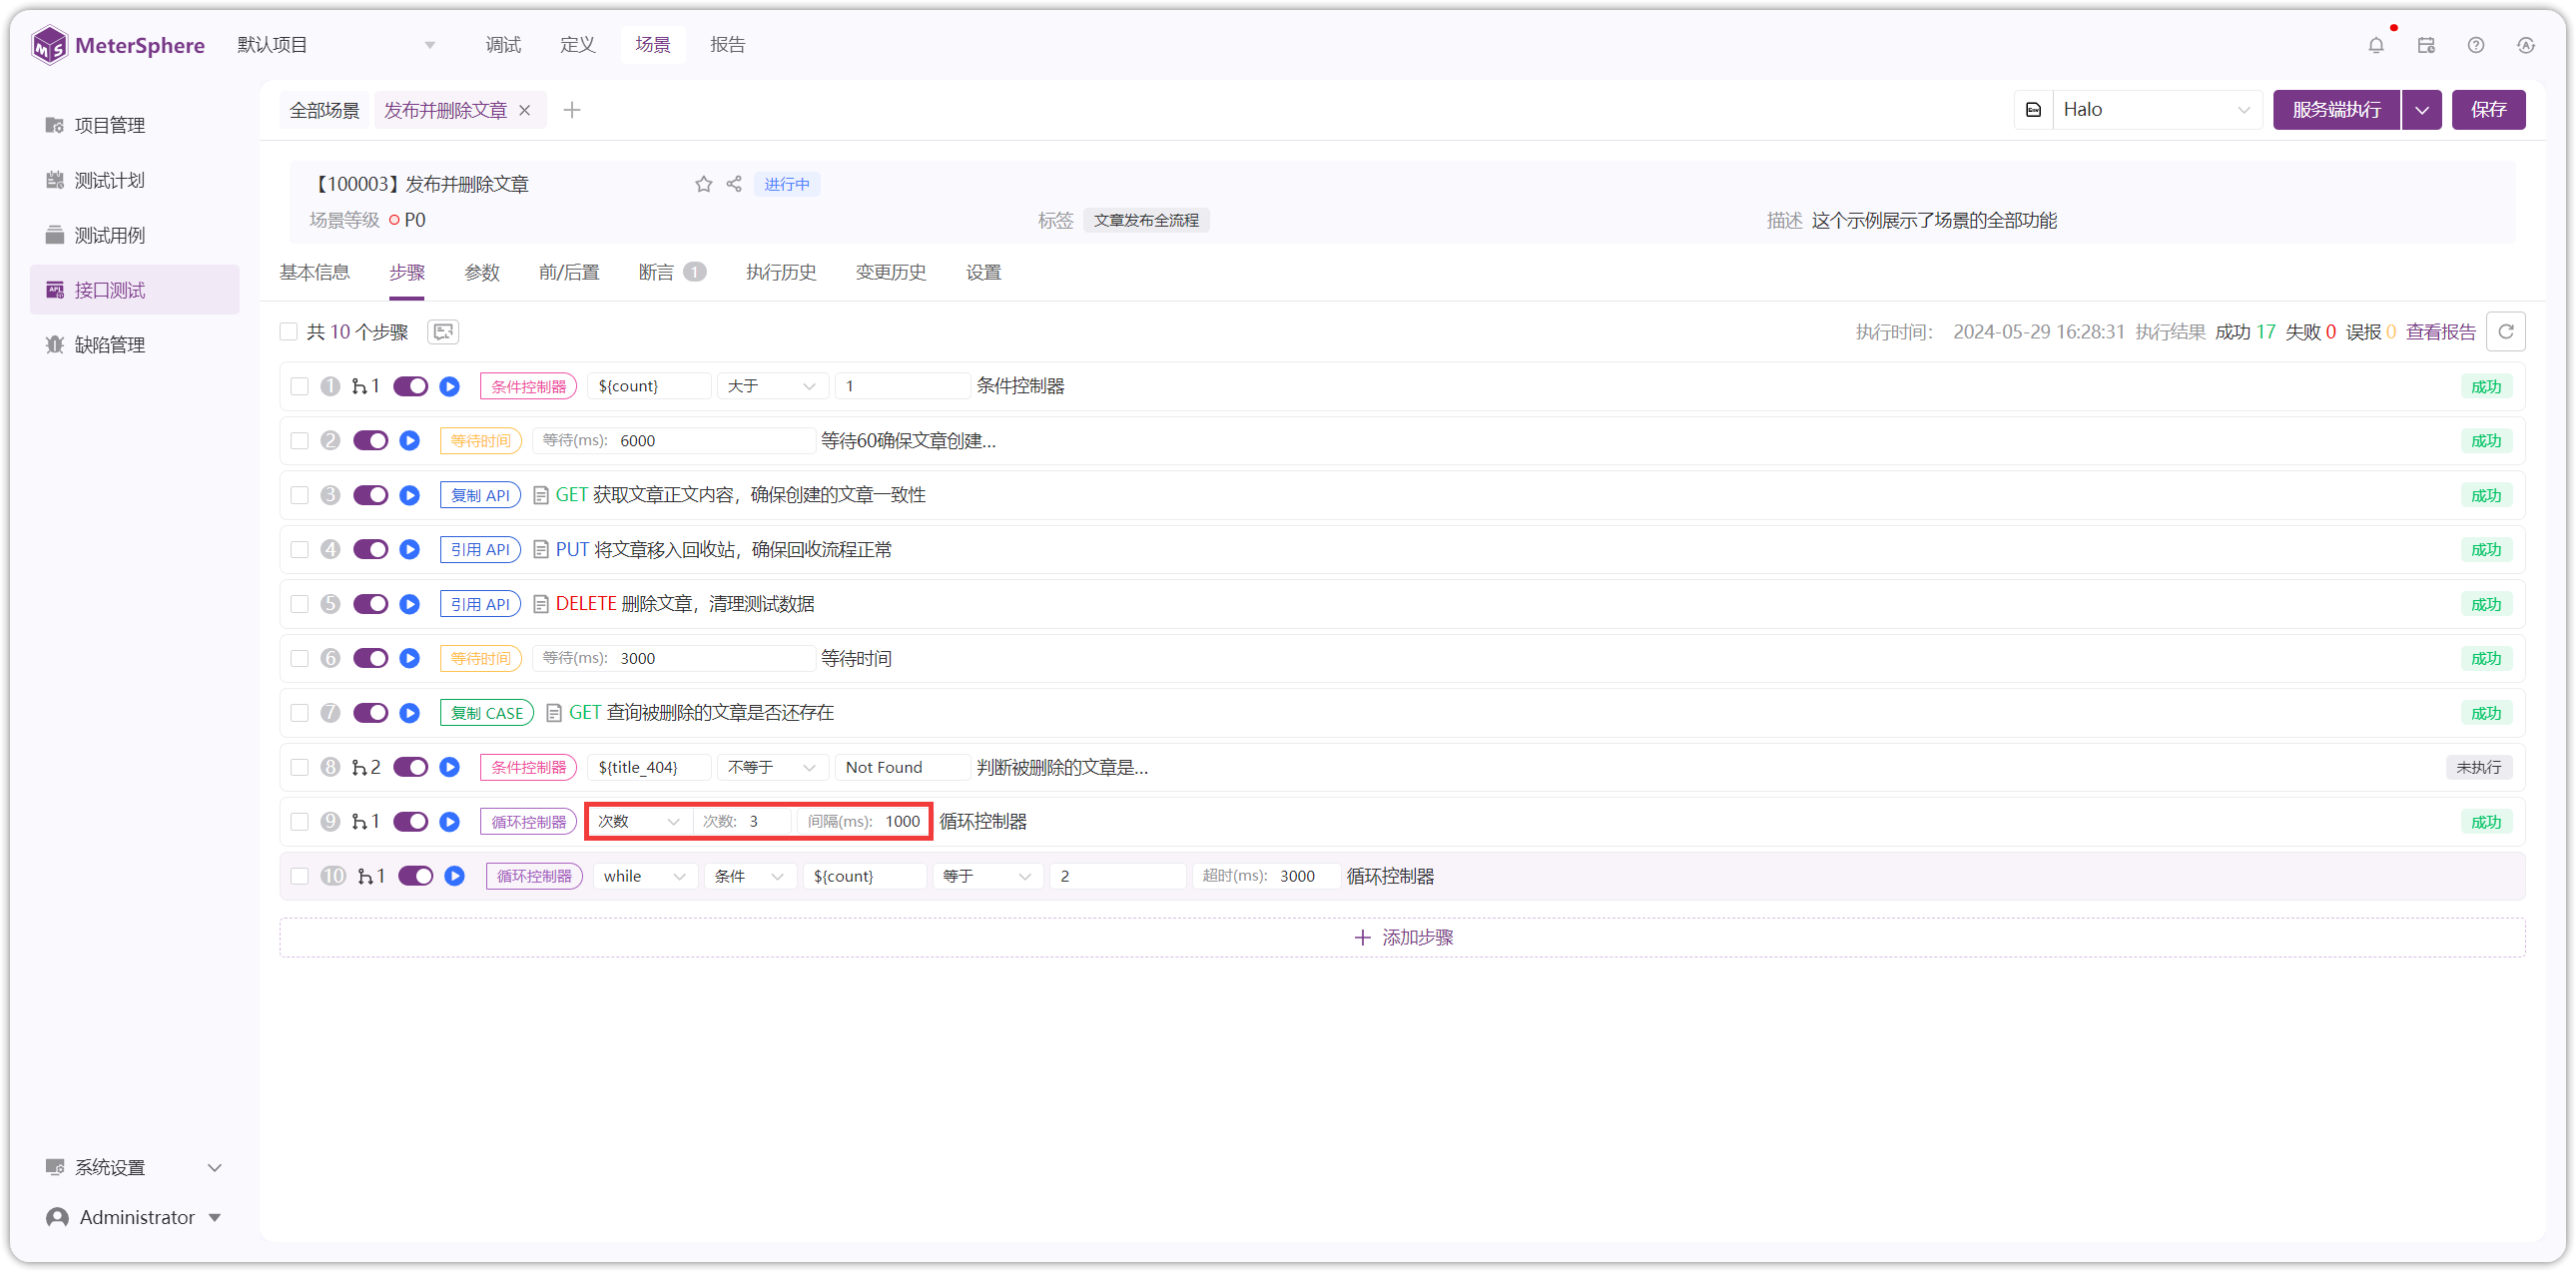 MeterSphere 默认项目 调试 定义 场景 报告
项目管理
测试计划
测试用例
接口测试
缺陷管理
系统设置
Administrator
全部场景 发布并删除文章 Halo 服务端执行 保存
【100003】发布并删除文章 进行中
场景等级 P0 标签 文章发布全流程 描述 这个示例展示了场景的全部功能
基本信息 步骤 参数 前/后置 断言 1 执行历史 变更历史 设置
共 10 个步骤 执行时间: 2024-05-29 16:28:31 执行结果 成功 17 失败 0 误报 0 查看报告
1 1 条件控制器 ${count} 大于 1 条件控制器 成功
2 等待时间 等待(ms): 6000 等待60确保文章创建... 成功
3 复制 API GET 获取文章正文内容，确保创建的文章一致性 成功
4 引用 API PUT 将文章移入回收站，确保回收流程正常 成功
5 引用 API DELETE 删除文章，清理测试数据 成功
6 等待时间 等待(ms): 3000 等待时间 成功
7 复制 CASE GET 查询被删除的文章是否还存在 成功
8 2 条件控制器 ${title_404} 不等于 Not Found 判断被删除的文章是... 未执行
9 1 循环控制器 次数 次数: 3 间隔(ms): 1000 循环控制器 成功
10 1 循环控制器 while 条件 ${count} 等于 2 超时(ms): 3000 循环控制器
添加步骤